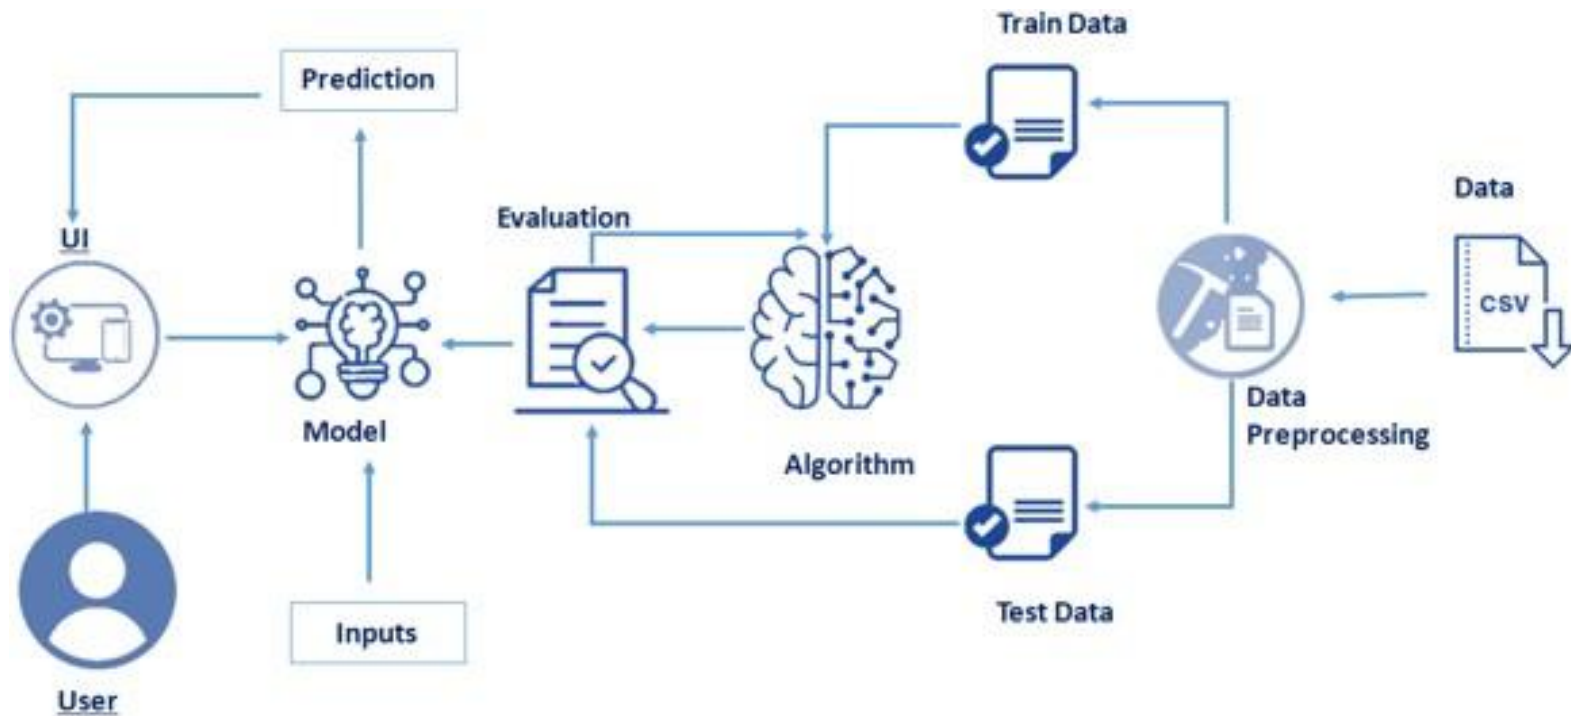 Train Data
Prediction
Data
Evaluation
UI
CSV
Data
Preprocessing
Model
Algorithm
Test Data
Inputs
User